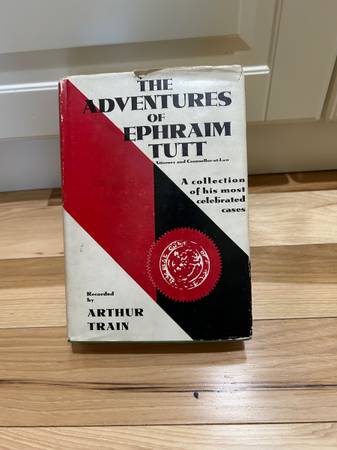 THE
ADVENTURES
OF
EPHRAIM
TUTT
Attorney and Counsellor-at-Law
A collection
of his most
celebrated
cases
Recorded
by
ARTHUR
TRAIN